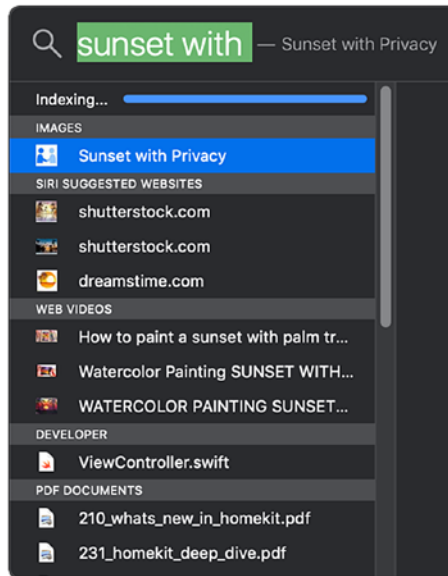 sunset with — Sunset with Privacy
Indexing...
IMAGES
Sunset with Privacy
SIRI SUGGESTED WEBSITES
shutterstock.com
shutterstock.com
dreamstime.com
WEB VIDEOS
How to paint a sunset with palm tr...
Watercolor Painting SUNSET WITH...
WATERCOLOR PAINTING SUNSET...
DEVELOPER
ViewController.swift
PDF DOCUMENTS
210_whats_new_in_homekit.pdf
231_homekit_deep_dive.pdf